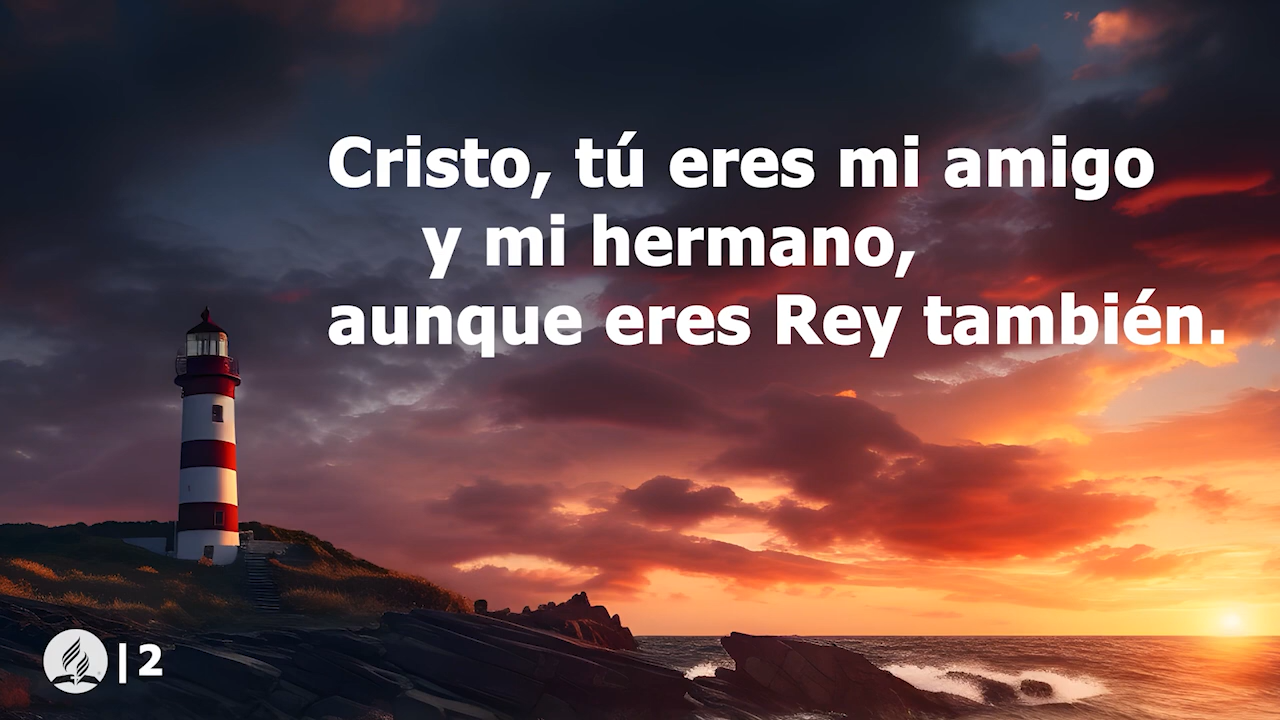 Cristo, tú eres mi amigo
y mi hermano,
aunque eres Rey también.
| 2